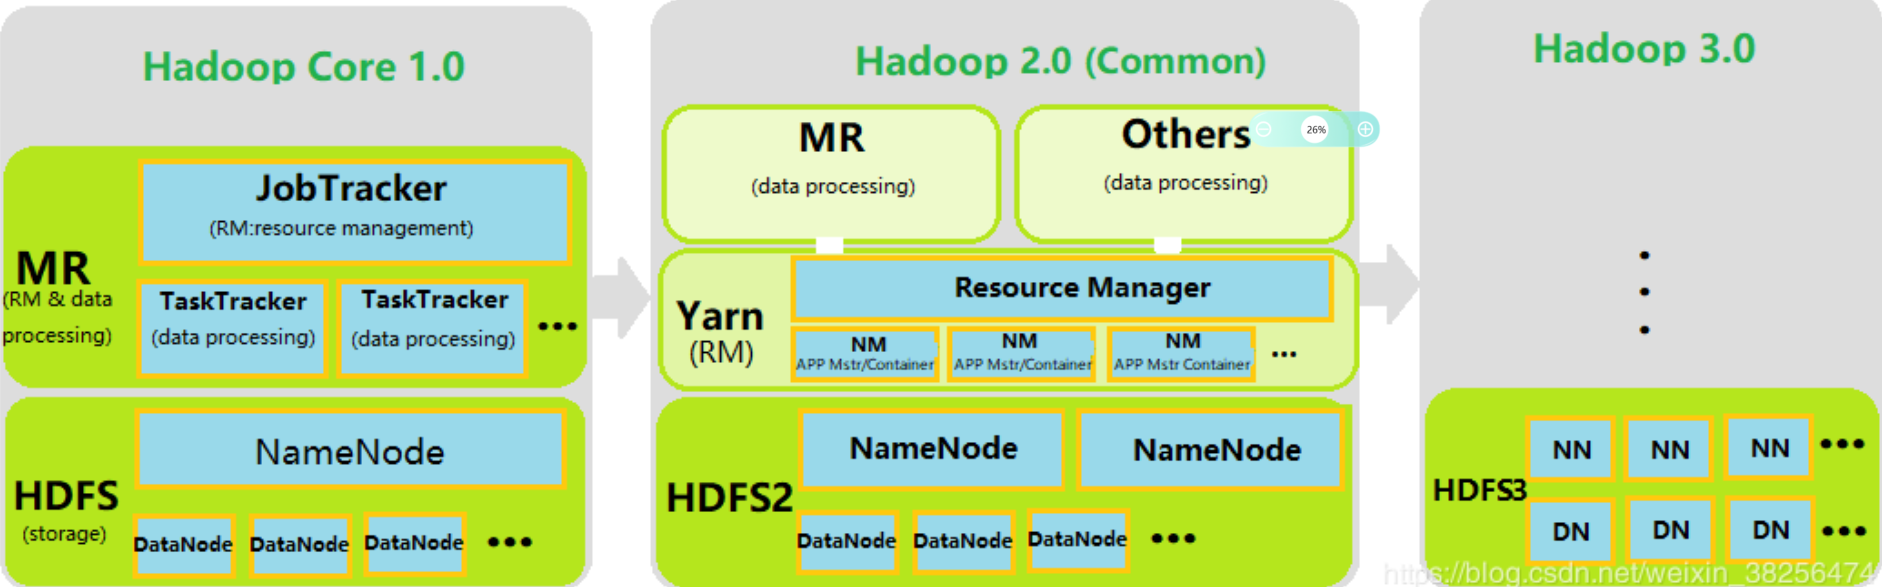 Hadoop Core 1.0
JobTracker
(RM:resource management)
MR
(RM & data
processing)
TaskTracker
(data processing)
TaskTracker
(data processing)
•••
HDFS
(storage)
NameNode
DataNode
DataNode
DataNode
•••
Hadoop 2.0 (Common)
MR
(data processing)
Others
(data processing)
26%
Yarn
(RM)
Resource Manager
NM
APP Mstr/Container
NM
APP Mstr/Container
NM
APP Mstr Container
...
HDFS2
NameNode
NameNode
DataNode
DataNode
DataNode
•••
Hadoop 3.0
HDFS3
NN
NN
NN
•••
DN
DN
DN
•••
https://blog.csdn.net/weixin_38256474